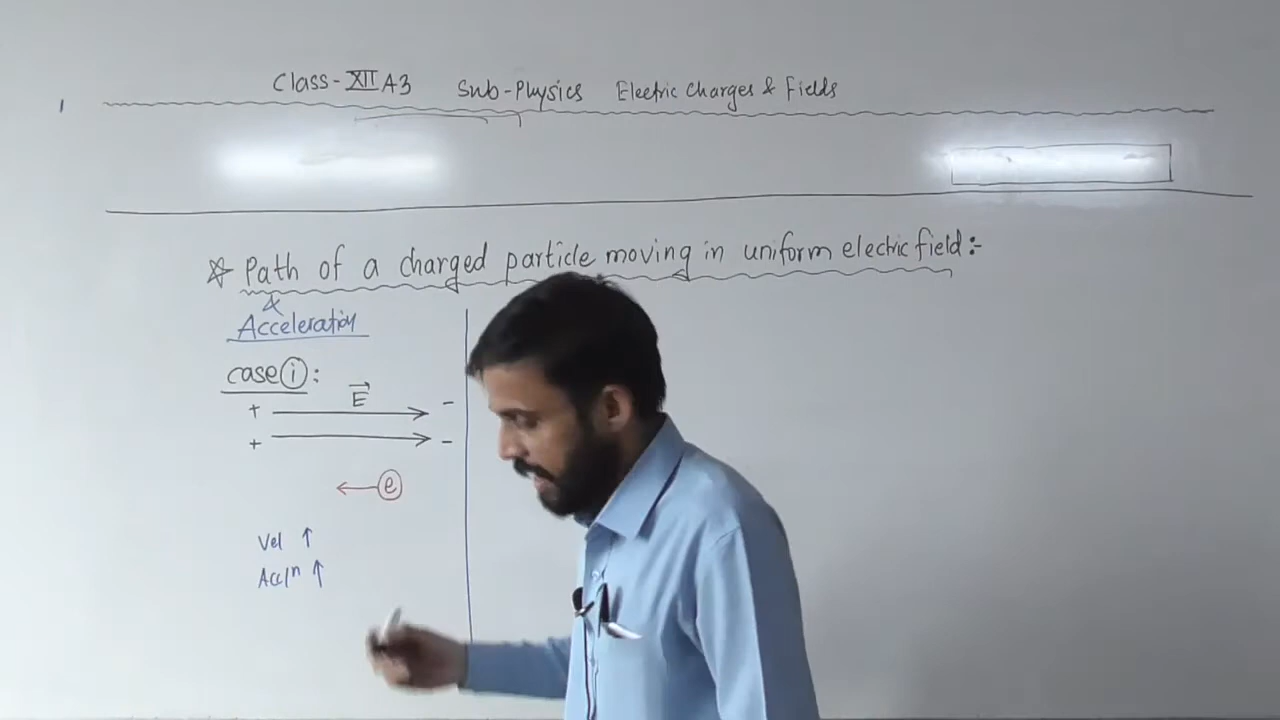 Class-XII A3 Sub-Physics Electric Charges & Fields
* Path of a charged particle moving in uniform electric field:-
&
Acceleration
case (i):
E
+ -
+ -
e
Vel ↑
Accln ↑